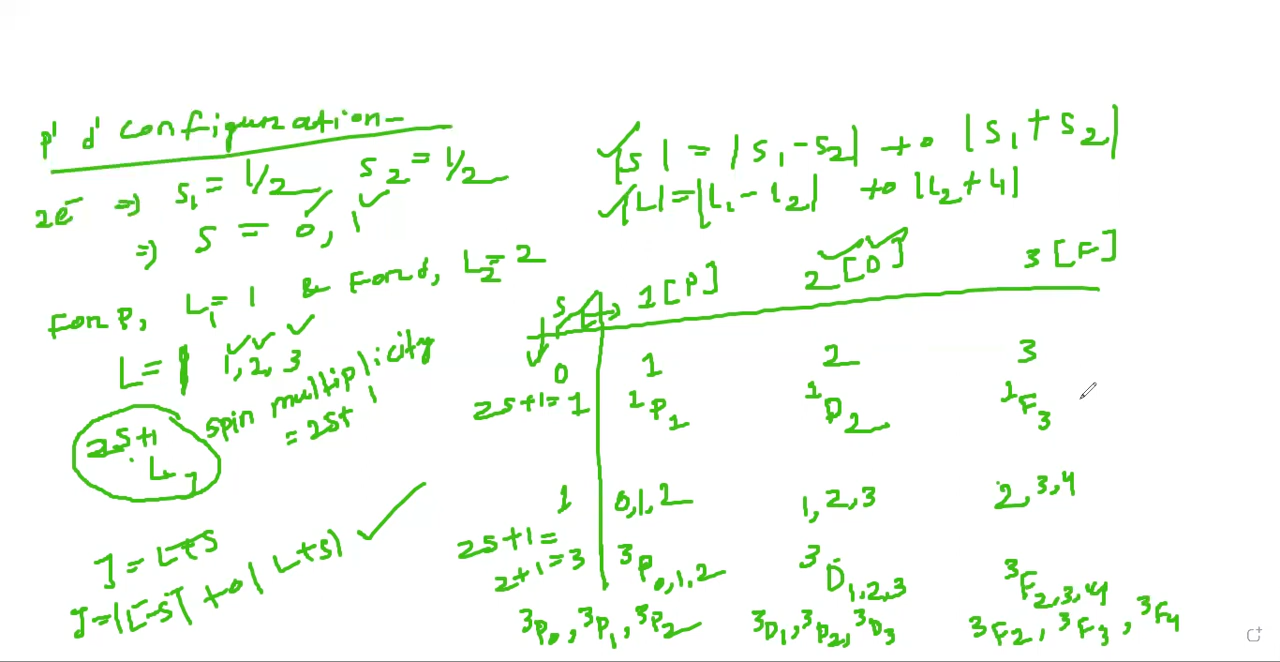 p¹ d¹ configuration-
2e⁻ ⇒ s₁ = 1/2 s₂ = 1/2
⇒ S = 0, 1
For P, L₁ = 1 & For d, L₂ = 2
L = 1, 2, 3
spin multiplicity
= 2S+1
2S+1
L J
J = L±S
J = |L-S| to |L+S|
|S| = |s₁ - s₂| to |s₁ + s₂|
|L| = |L₁ - L₂| to |L₂ + L|
S L 1 [P] 2 [D] 3 [F]
0 1 2 3
2S+1 = 1 ¹P₁ ¹D₂ ¹F₃
1 0,1,2 1,2,3 2,3,4
2S+1 =
2+1 = 3 ³P₀,₁,₂ ³D₁,₂,₃ ³F₂,₃,₄
³P₀, ³P₁, ³P₂ ³D₁, ³D₂, ³D₃ ³F₂, ³F₃, ³F₄